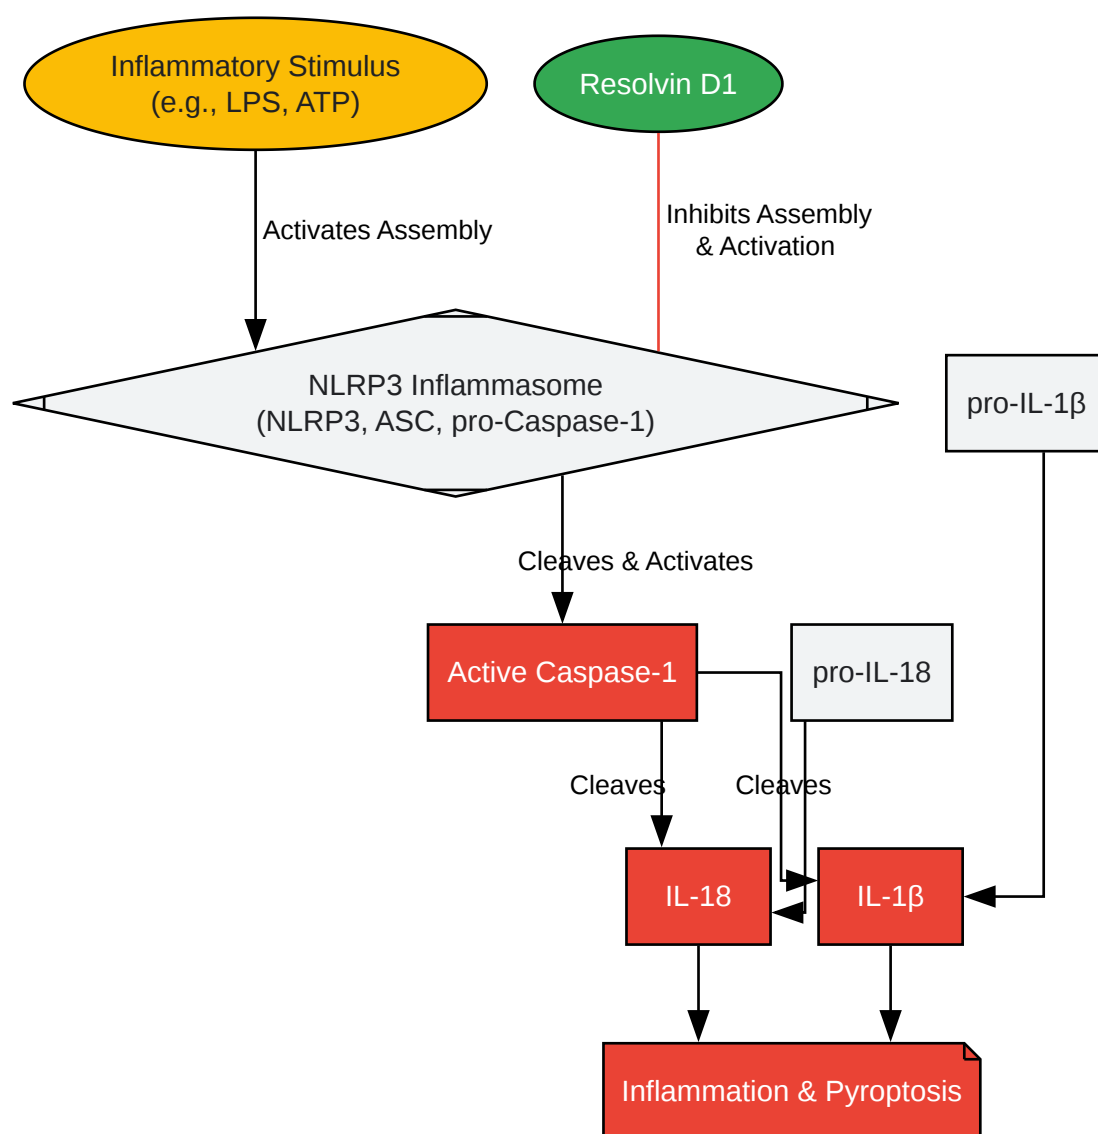 Inflammatory Stimulus
(e.g., LPS, ATP)
Resolvin D1
Activates Assembly
Inhibits Assembly
& Activation
NLRP3 Inflammasome
(NLRP3, ASC, pro-Caspase-1)
pro-IL-1β
Cleaves & Activates
Active Caspase-1
pro-IL-18
Cleaves
Cleaves
IL-18
IL-1β
Inflammation & Pyroptosis